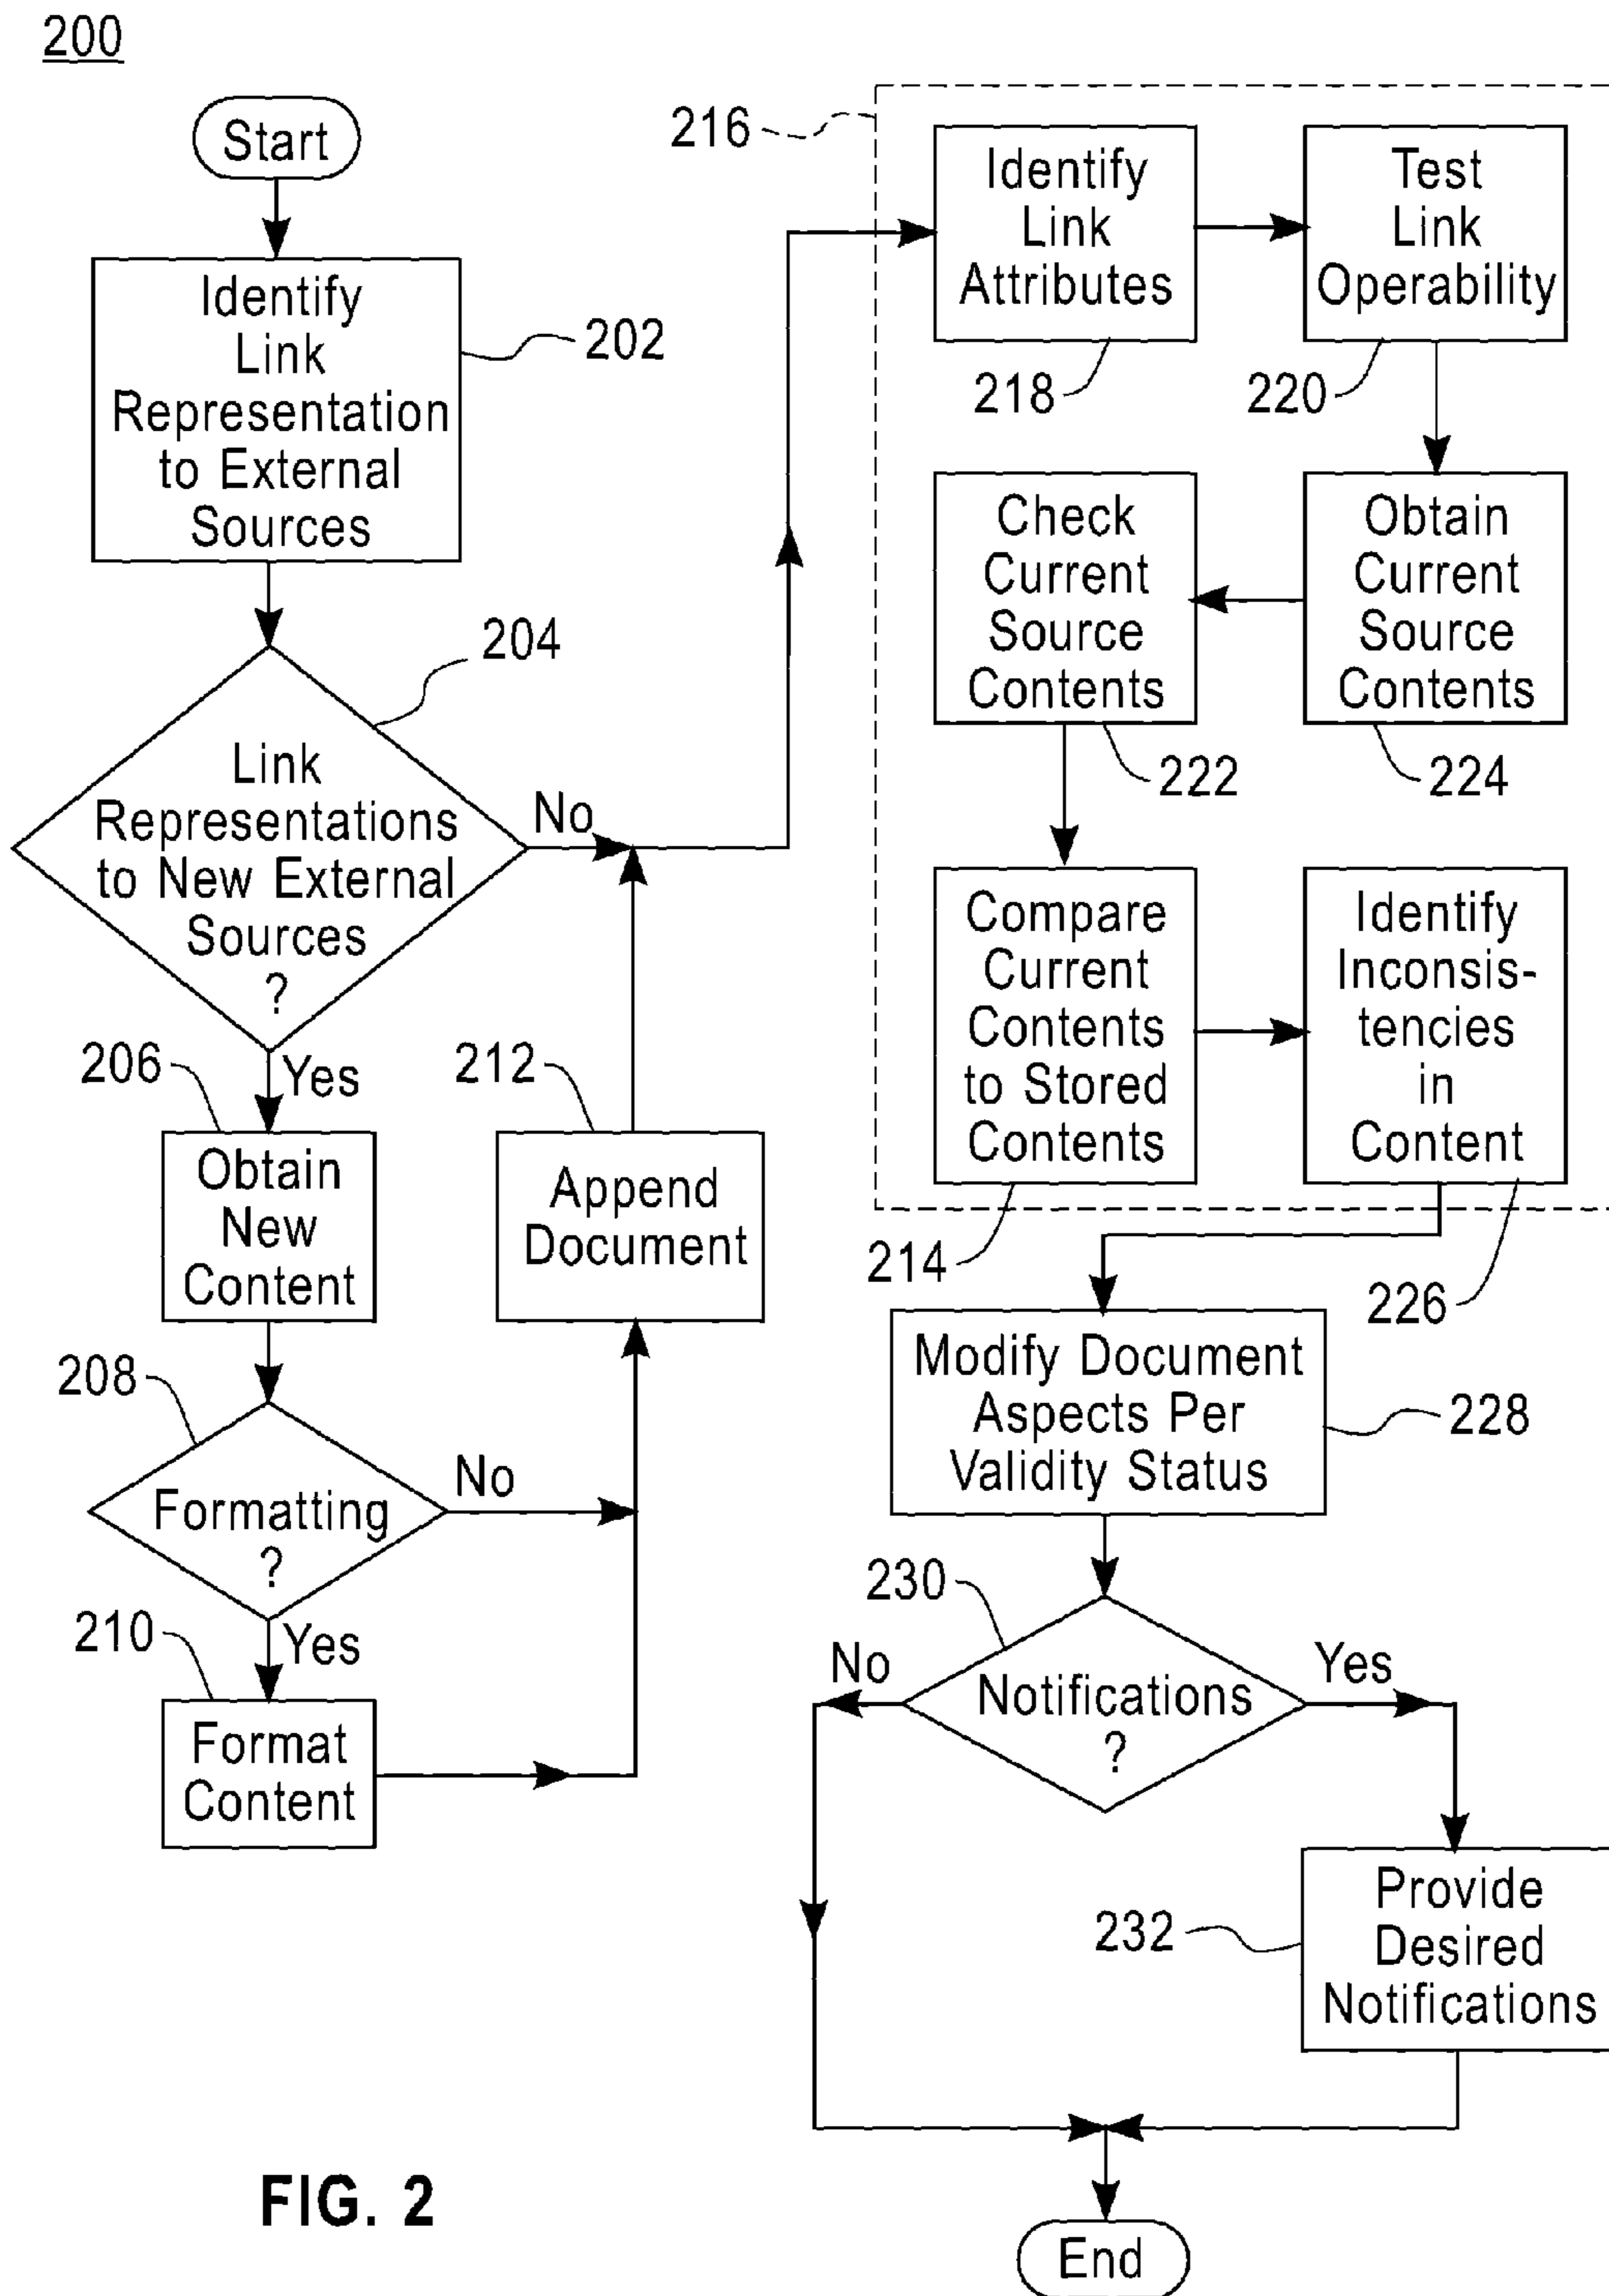 200
Start
Identify
Link
Representation
to External
Sources
202
204
Link
Representations
to New External
Sources
?
No
Yes
206
Obtain
New
Content
212
Append
Document
208
Formatting
?
No
Yes
210
Format
Content
216
Identify
Link
Attributes
218
Test
Link
Operability
220
Check
Current
Source
Contents
222
Obtain
Current
Source
Contents
224
Compare
Current
Contents
to Stored
Contents
214
Identify
Inconsis-
tencies
in
Content
226
Modify Document
Aspects Per
Validity Status
228
230
Notifications
?
No
Yes
232
Provide
Desired
Notifications
End
FIG. 2